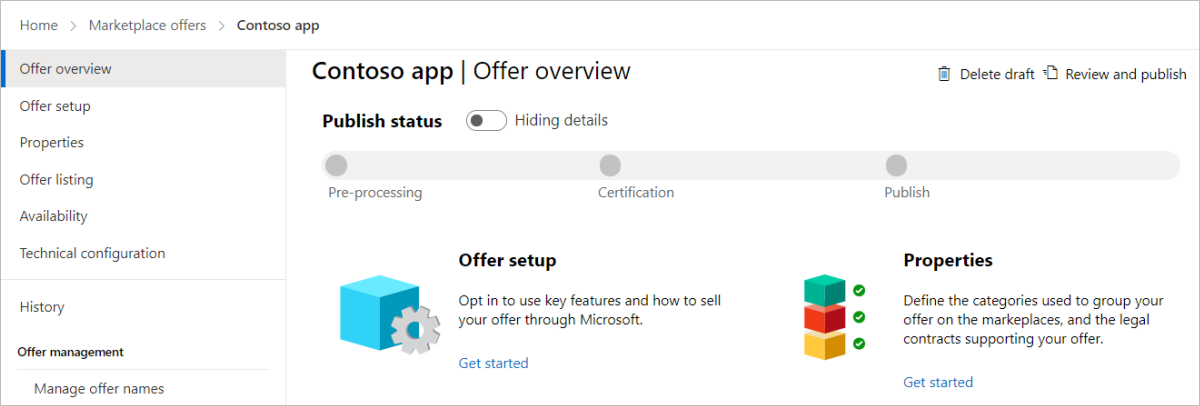 Home > Marketplace offers > Contoso app
Offer overview
Offer setup
Properties
Offer listing
Availability
Technical configuration
History
Offer management
Manage offer names
Contoso app | Offer overview
Delete draft Review and publish
Publish status Hiding details
Pre-processing Certification Publish
Offer setup
Opt in to use key features and how to sell
your offer through Microsoft.
Get started
Properties
Define the categories used to group your
offer on the markeplaces, and the legal
contracts supporting your offer.
Get started